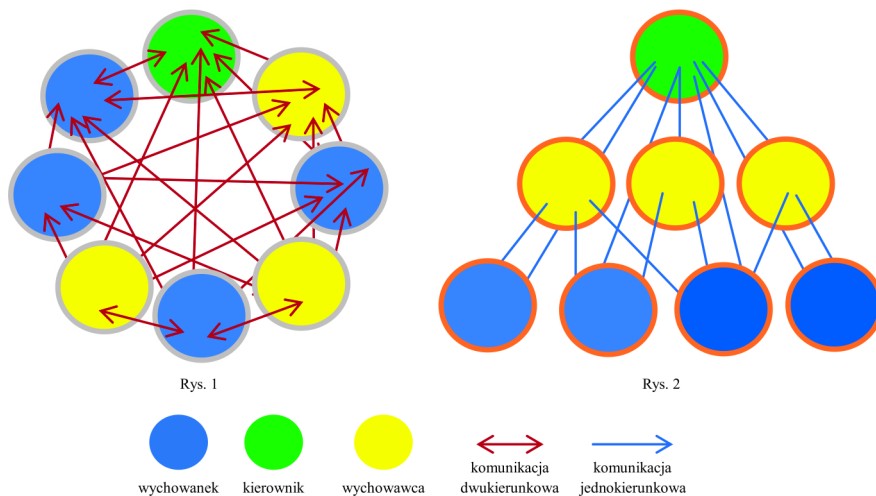 Rys. 1
Rys. 2
wychowanek
kierownik
wychowawca
komunikacja
dwukierunkowa
komunikacja
jednokierunkowa